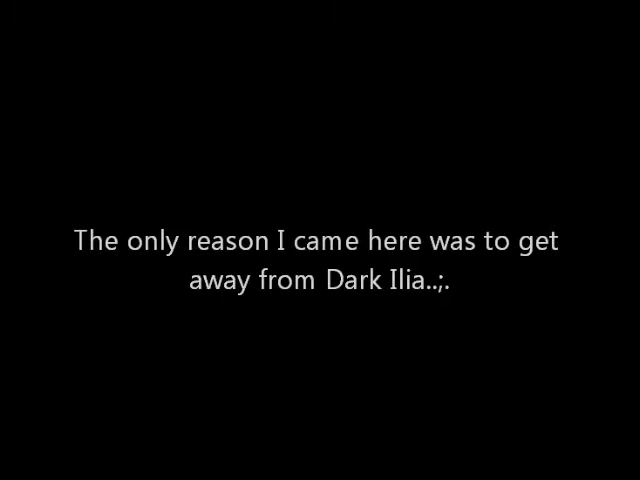 The only reason I came here was to get
away from Dark Ilia..;.